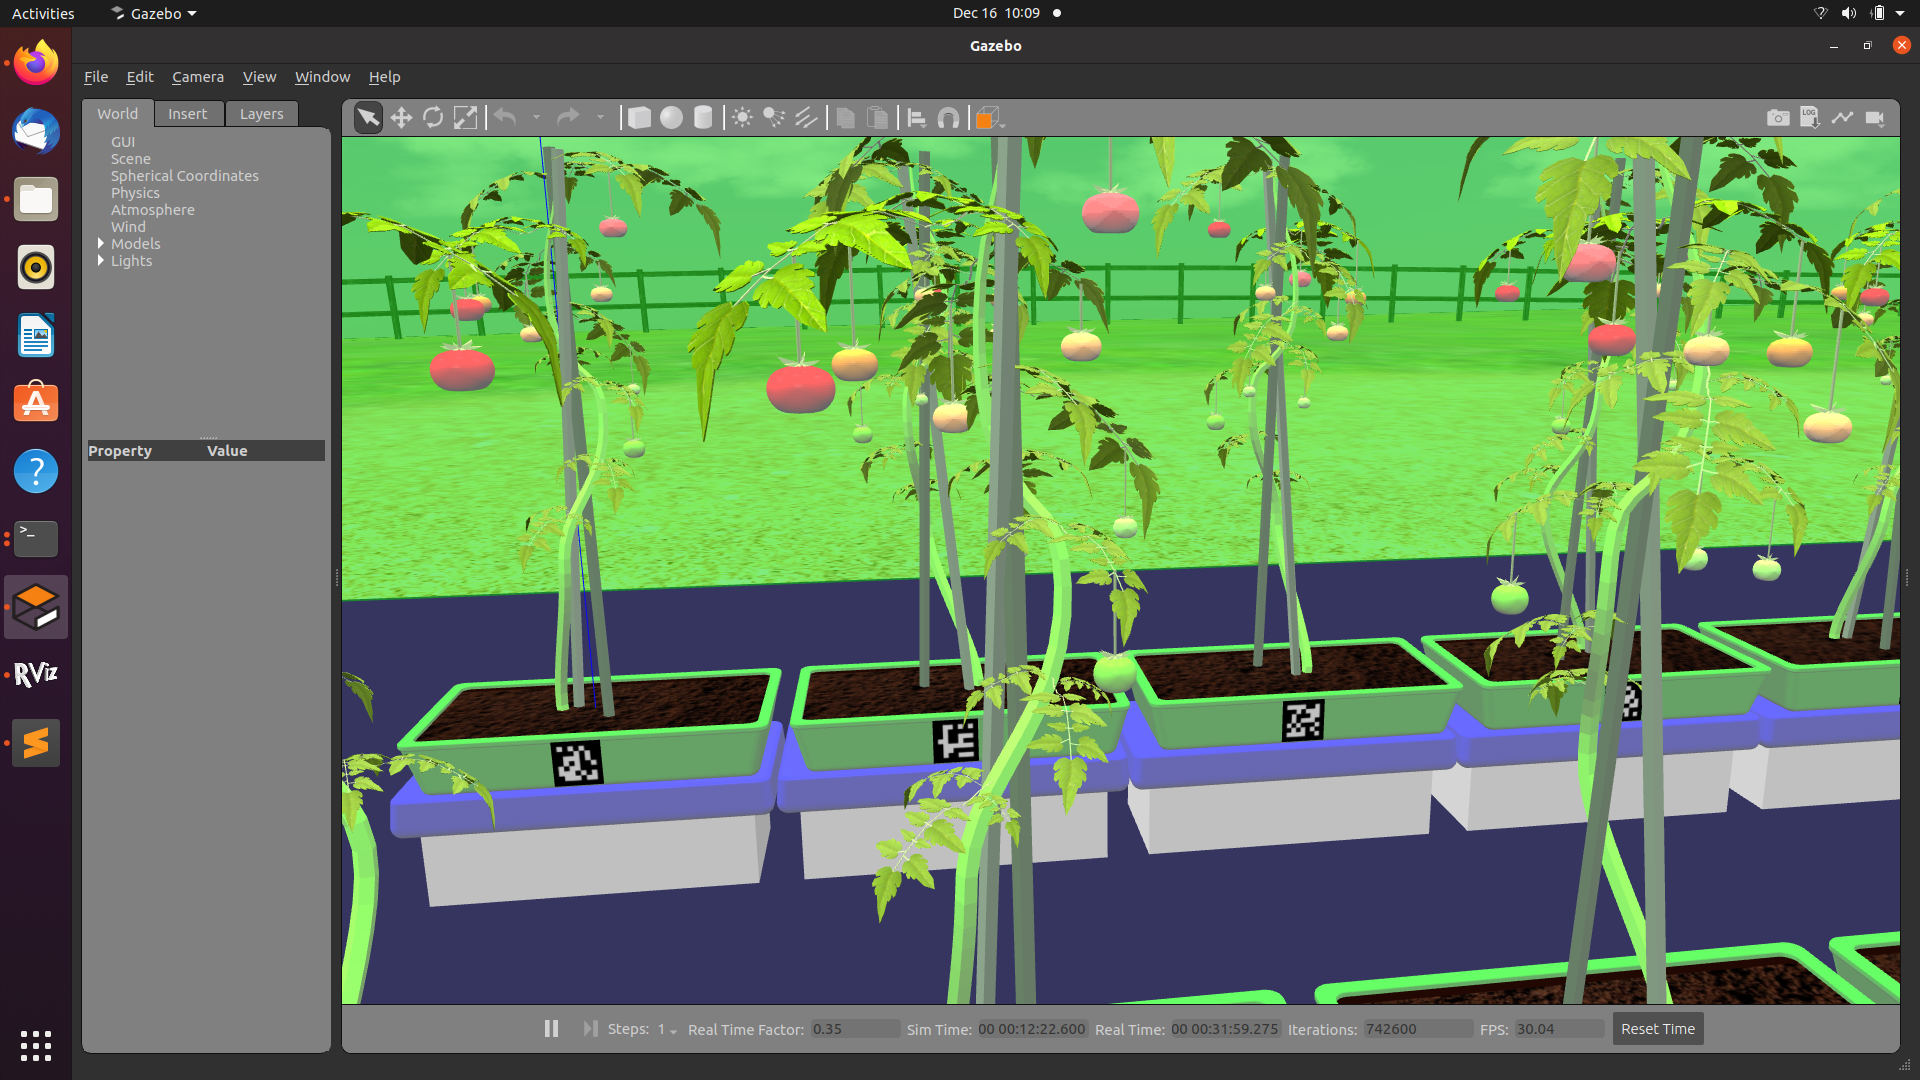 Activities Gazebo Dec 16 10:09
Gazebo
File Edit Camera View Window Help
World Insert Layers
GUI
Scene
Spherical Coordinates
Physics
Atmosphere
Wind
Models
Lights
Property Value
LOG
>_
RViz
Steps: 1 Real Time Factor: 0.35 Sim Time: 00 00:12:22.600 Real Time: 00 00:31:59.275 Iterations: 742600 FPS: 30.04 Reset Time